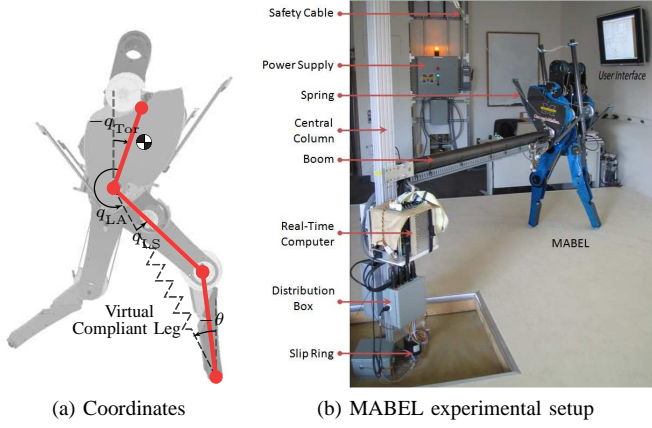 −q_Tor
q_LA
q_LS
Virtual
Compliant Leg
−θ
(a) Coordinates
Safety Cable
Power Supply
Spring
Central
Column
Boom
Real-Time
Computer
Distribution
Box
Slip Ring
User Interface
MABEL
(b) MABEL experimental setup